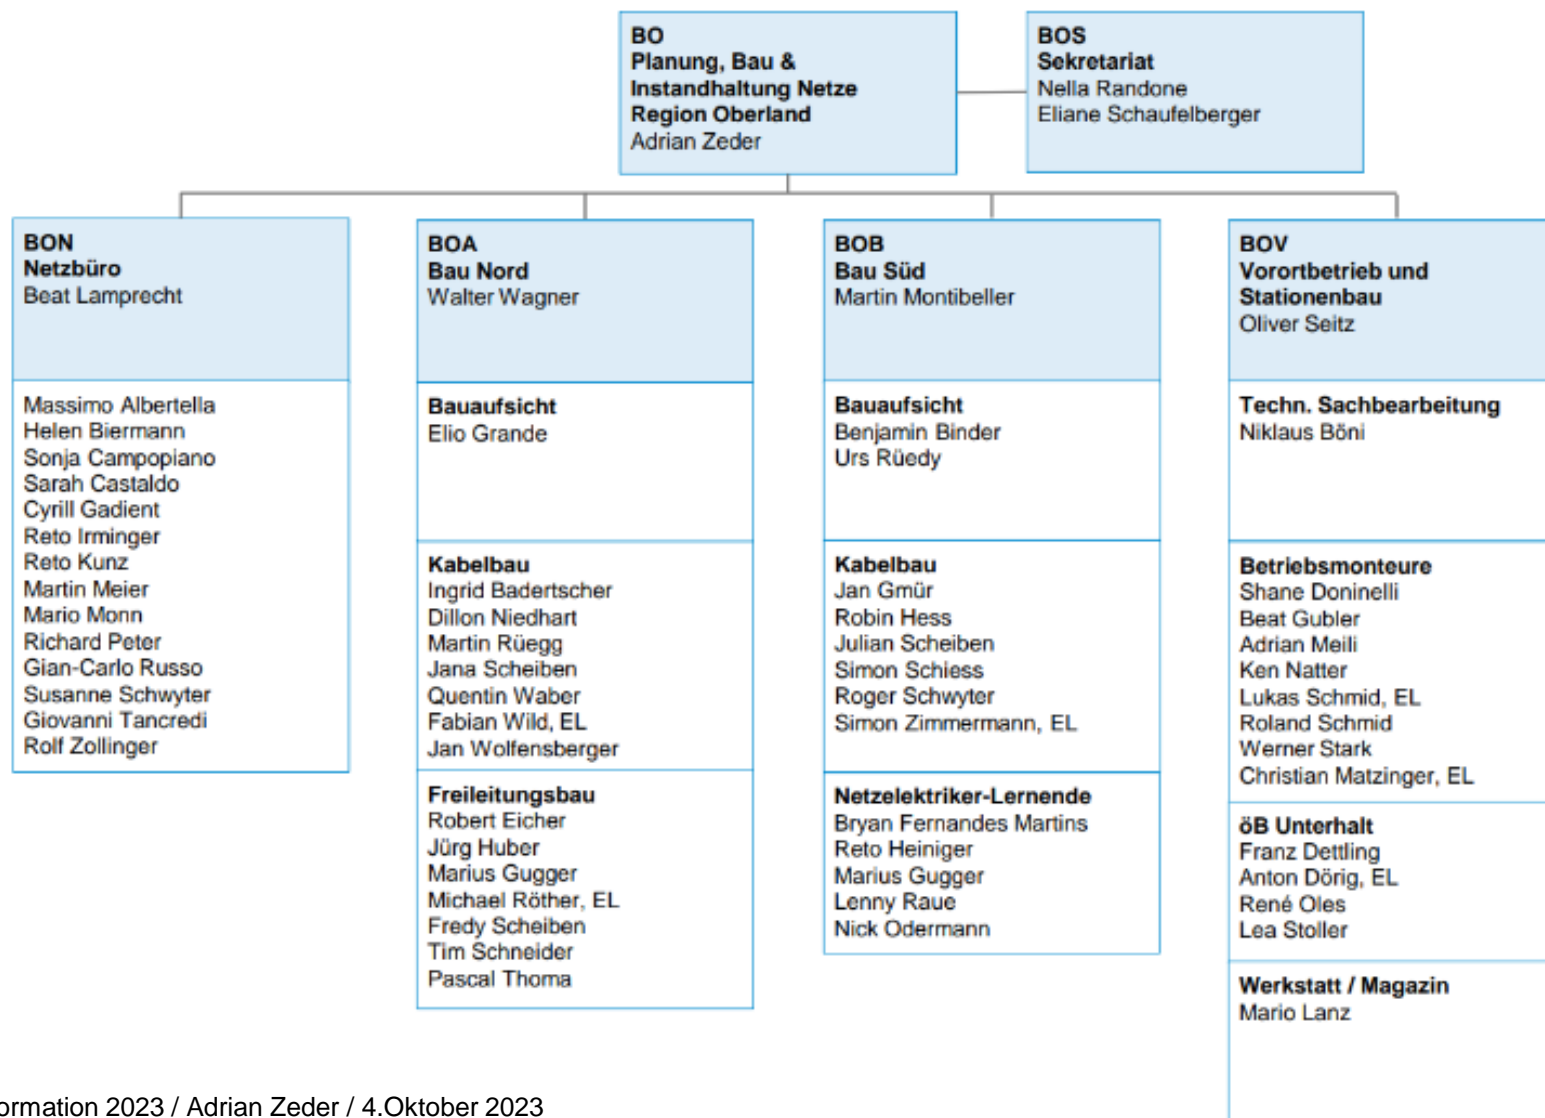 BO
Planung, Bau &
Instandhaltung Netze
Region Oberland
Adrian Zeder
BOS
Sekretariat
Nella Randone
Eliane Schaufelberger
BON
Netzbüro
Beat Lamprecht
Massimo Albertella
Helen Biermann
Sonja Campopiano
Sarah Castaldo
Cyrill Gadient
Reto Irminger
Reto Kunz
Martin Meier
Mario Monn
Richard Peter
Gian-Carlo Russo
Susanne Schwyter
Giovanni Tancredi
Rolf Zollinger
BOA
Bau Nord
Walter Wagner
Bauaufsicht
Elio Grande
Kabelbau
Ingrid Badertscher
Dillon Niedhart
Martin Rüegg
Jana Scheiben
Quentin Waber
Fabian Wild, EL
Jan Wolfensberger
Freileitungsbau
Robert Eicher
Jürg Huber
Marius Gugger
Michael Röther, EL
Fredy Scheiben
Tim Schneider
Pascal Thoma
BOB
Bau Süd
Martin Montibeller
Bauaufsicht
Benjamin Binder
Urs Rüedy
Kabelbau
Jan Gmür
Robin Hess
Julian Scheiben
Simon Schiess
Roger Schwyter
Simon Zimmermann, EL
Netzelektriker-Lernende
Bryan Fernandes Martins
Reto Heiniger
Marius Gugger
Lenny Raue
Nick Odermann
BOV
Vorortbetrieb und
Stationenbau
Oliver Seitz
Techn. Sachbearbeitung
Niklaus Böni
Betriebsmonteure
Shane Doninelli
Beat Gubler
Adrian Meili
Ken Natter
Lukas Schmid, EL
Roland Schmid
Werner Stark
Christian Matzinger, EL
öB Unterhalt
Franz Dettling
Anton Dörig, EL
René Oles
Lea Stoller
Werkstatt / Magazin
Mario Lanz
ormation 2023 / Adrian Zeder / 4.Oktober 2023